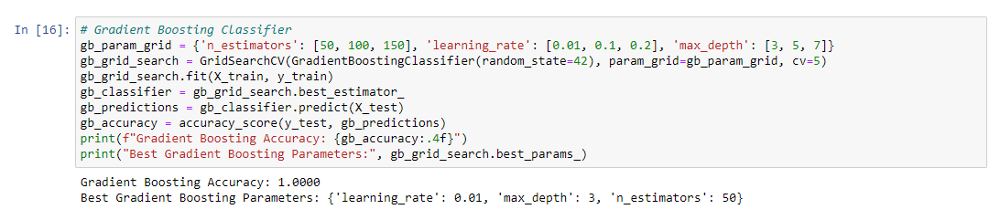 In [16]: # Gradient Boosting Classifier
gb_param_grid = {'n_estimators': [50, 100, 150], 'learning_rate': [0.01, 0.1, 0.2], 'max_depth': [3, 5, 7]}
gb_grid_search = GridSearchCV(GradientBoostingClassifier(random_state=42), param_grid=gb_param_grid, cv=5)
gb_grid_search.fit(X_train, y_train)
gb_classifier = gb_grid_search.best_estimator_
gb_predictions = gb_classifier.predict(X_test)
gb_accuracy = accuracy_score(y_test, gb_predictions)
print(f"Gradient Boosting Accuracy: {gb_accuracy:.4f}")
print("Best Gradient Boosting Parameters:", gb_grid_search.best_params_)
Gradient Boosting Accuracy: 1.0000
Best Gradient Boosting Parameters: {'learning_rate': 0.01, 'max_depth': 3, 'n_estimators': 50}